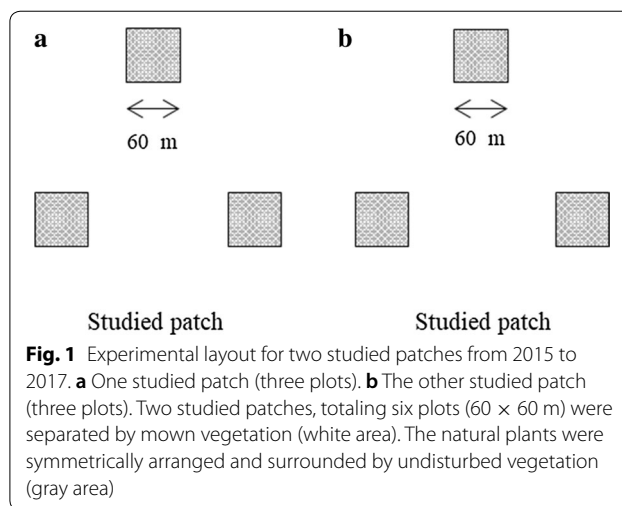 a
b
60 m
60 m
Studied patch
Studied patch
Fig. 1 Experimental layout for two studied patches from 2015 to
2017. a One studied patch (three plots). b The other studied patch
(three plots). Two studied patches, totaling six plots (60 × 60 m) were
separated by mown vegetation (white area). The natural plants were
symmetrically arranged and surrounded by undisturbed vegetation
(gray area)